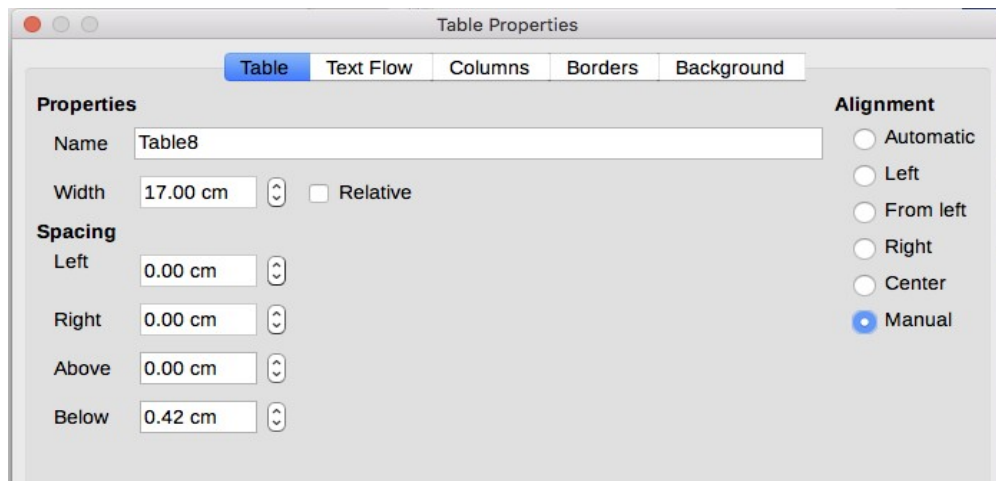 Table Properties
Table Text Flow Columns Borders Background
Properties
Name Table8
Width 17.00 cm Relative
Spacing
Left 0.00 cm
Right 0.00 cm
Above 0.00 cm
Below 0.42 cm
Alignment
Automatic
Left
From left
Right
Center
Manual